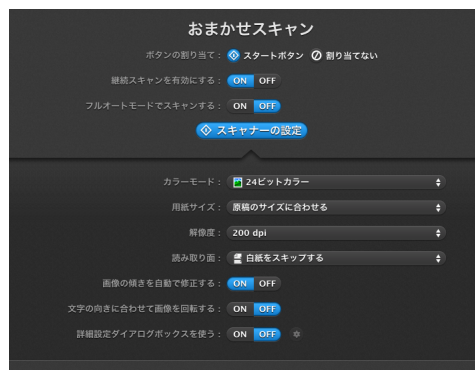 おまかせスキャン
ボタンの割り当て： スタートボタン 割り当てない
継続スキャンを有効にする： ON OFF
フルオートモードでスキャンする： ON OFF
スキャナーの設定
カラーモード： 24ビットカラー
用紙サイズ： 原稿のサイズに合わせる
解像度： 200 dpi
読み取り面： 白紙をスキップする
画像の傾きを自動で修正する： ON OFF
文字の向きに合わせて画像を回転する： ON OFF
詳細設定ダイアログボックスを使う： ON OFF